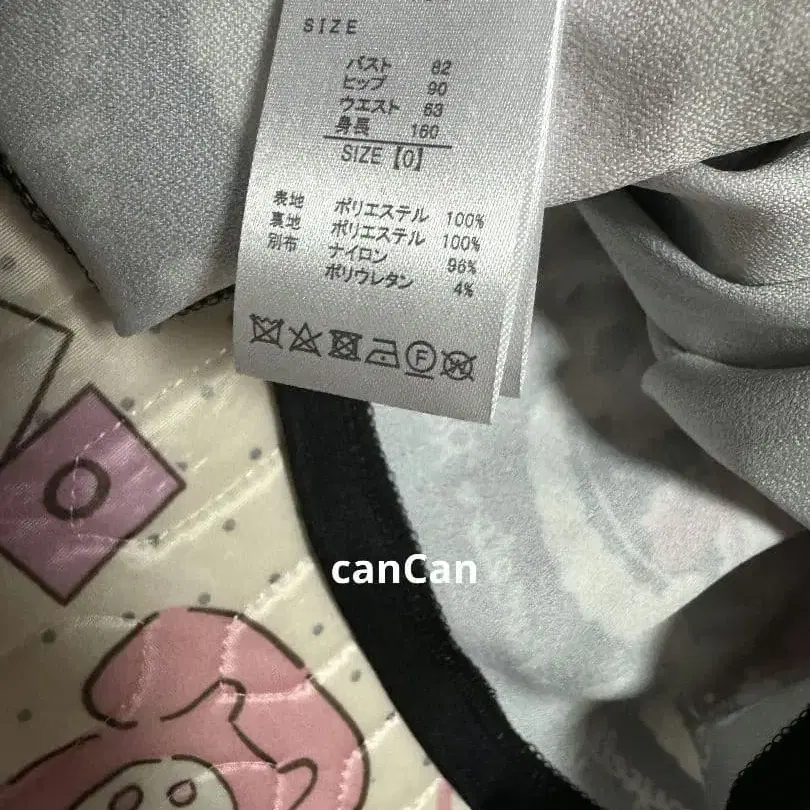 SIZE
バスト 82
ヒップ 90
ウエスト 63
身長 160
SIZE【0】
表地 ポリエステル 100%
裏地 ポリエステル 100%
別布 ナイロン 96%
ポリウレタン 4%
F
W
O
canCan